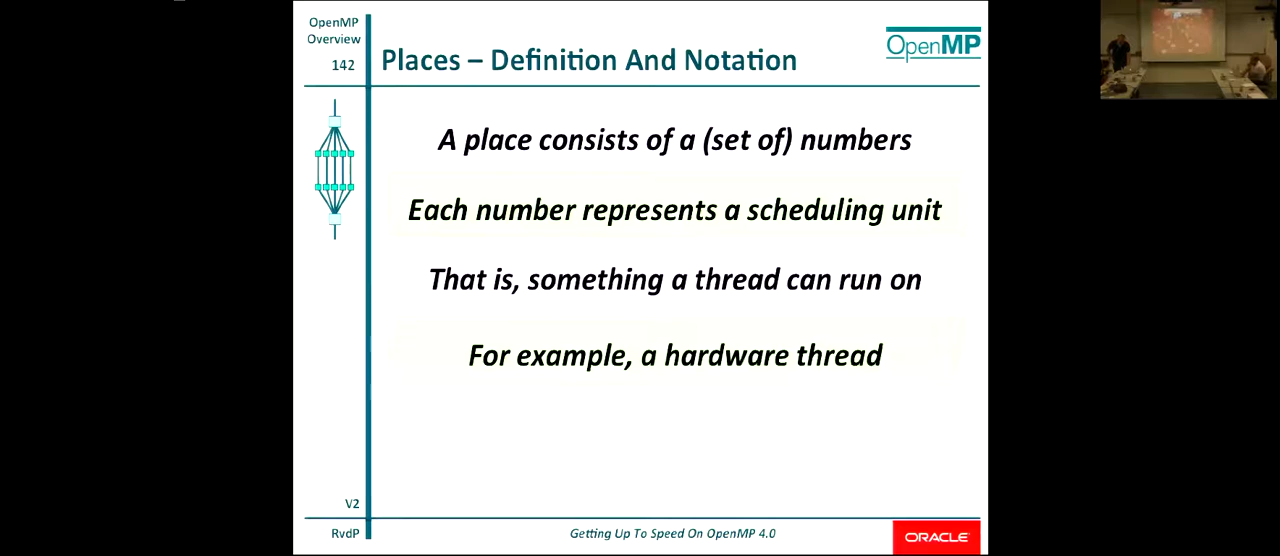 OpenMP
Overview
142
Places – Definition And Notation
OpenMP
A place consists of a (set of) numbers
Each number represents a scheduling unit
That is, something a thread can run on
For example, a hardware thread
V2
RvdP
Getting Up To Speed On OpenMP 4.0
ORACLE